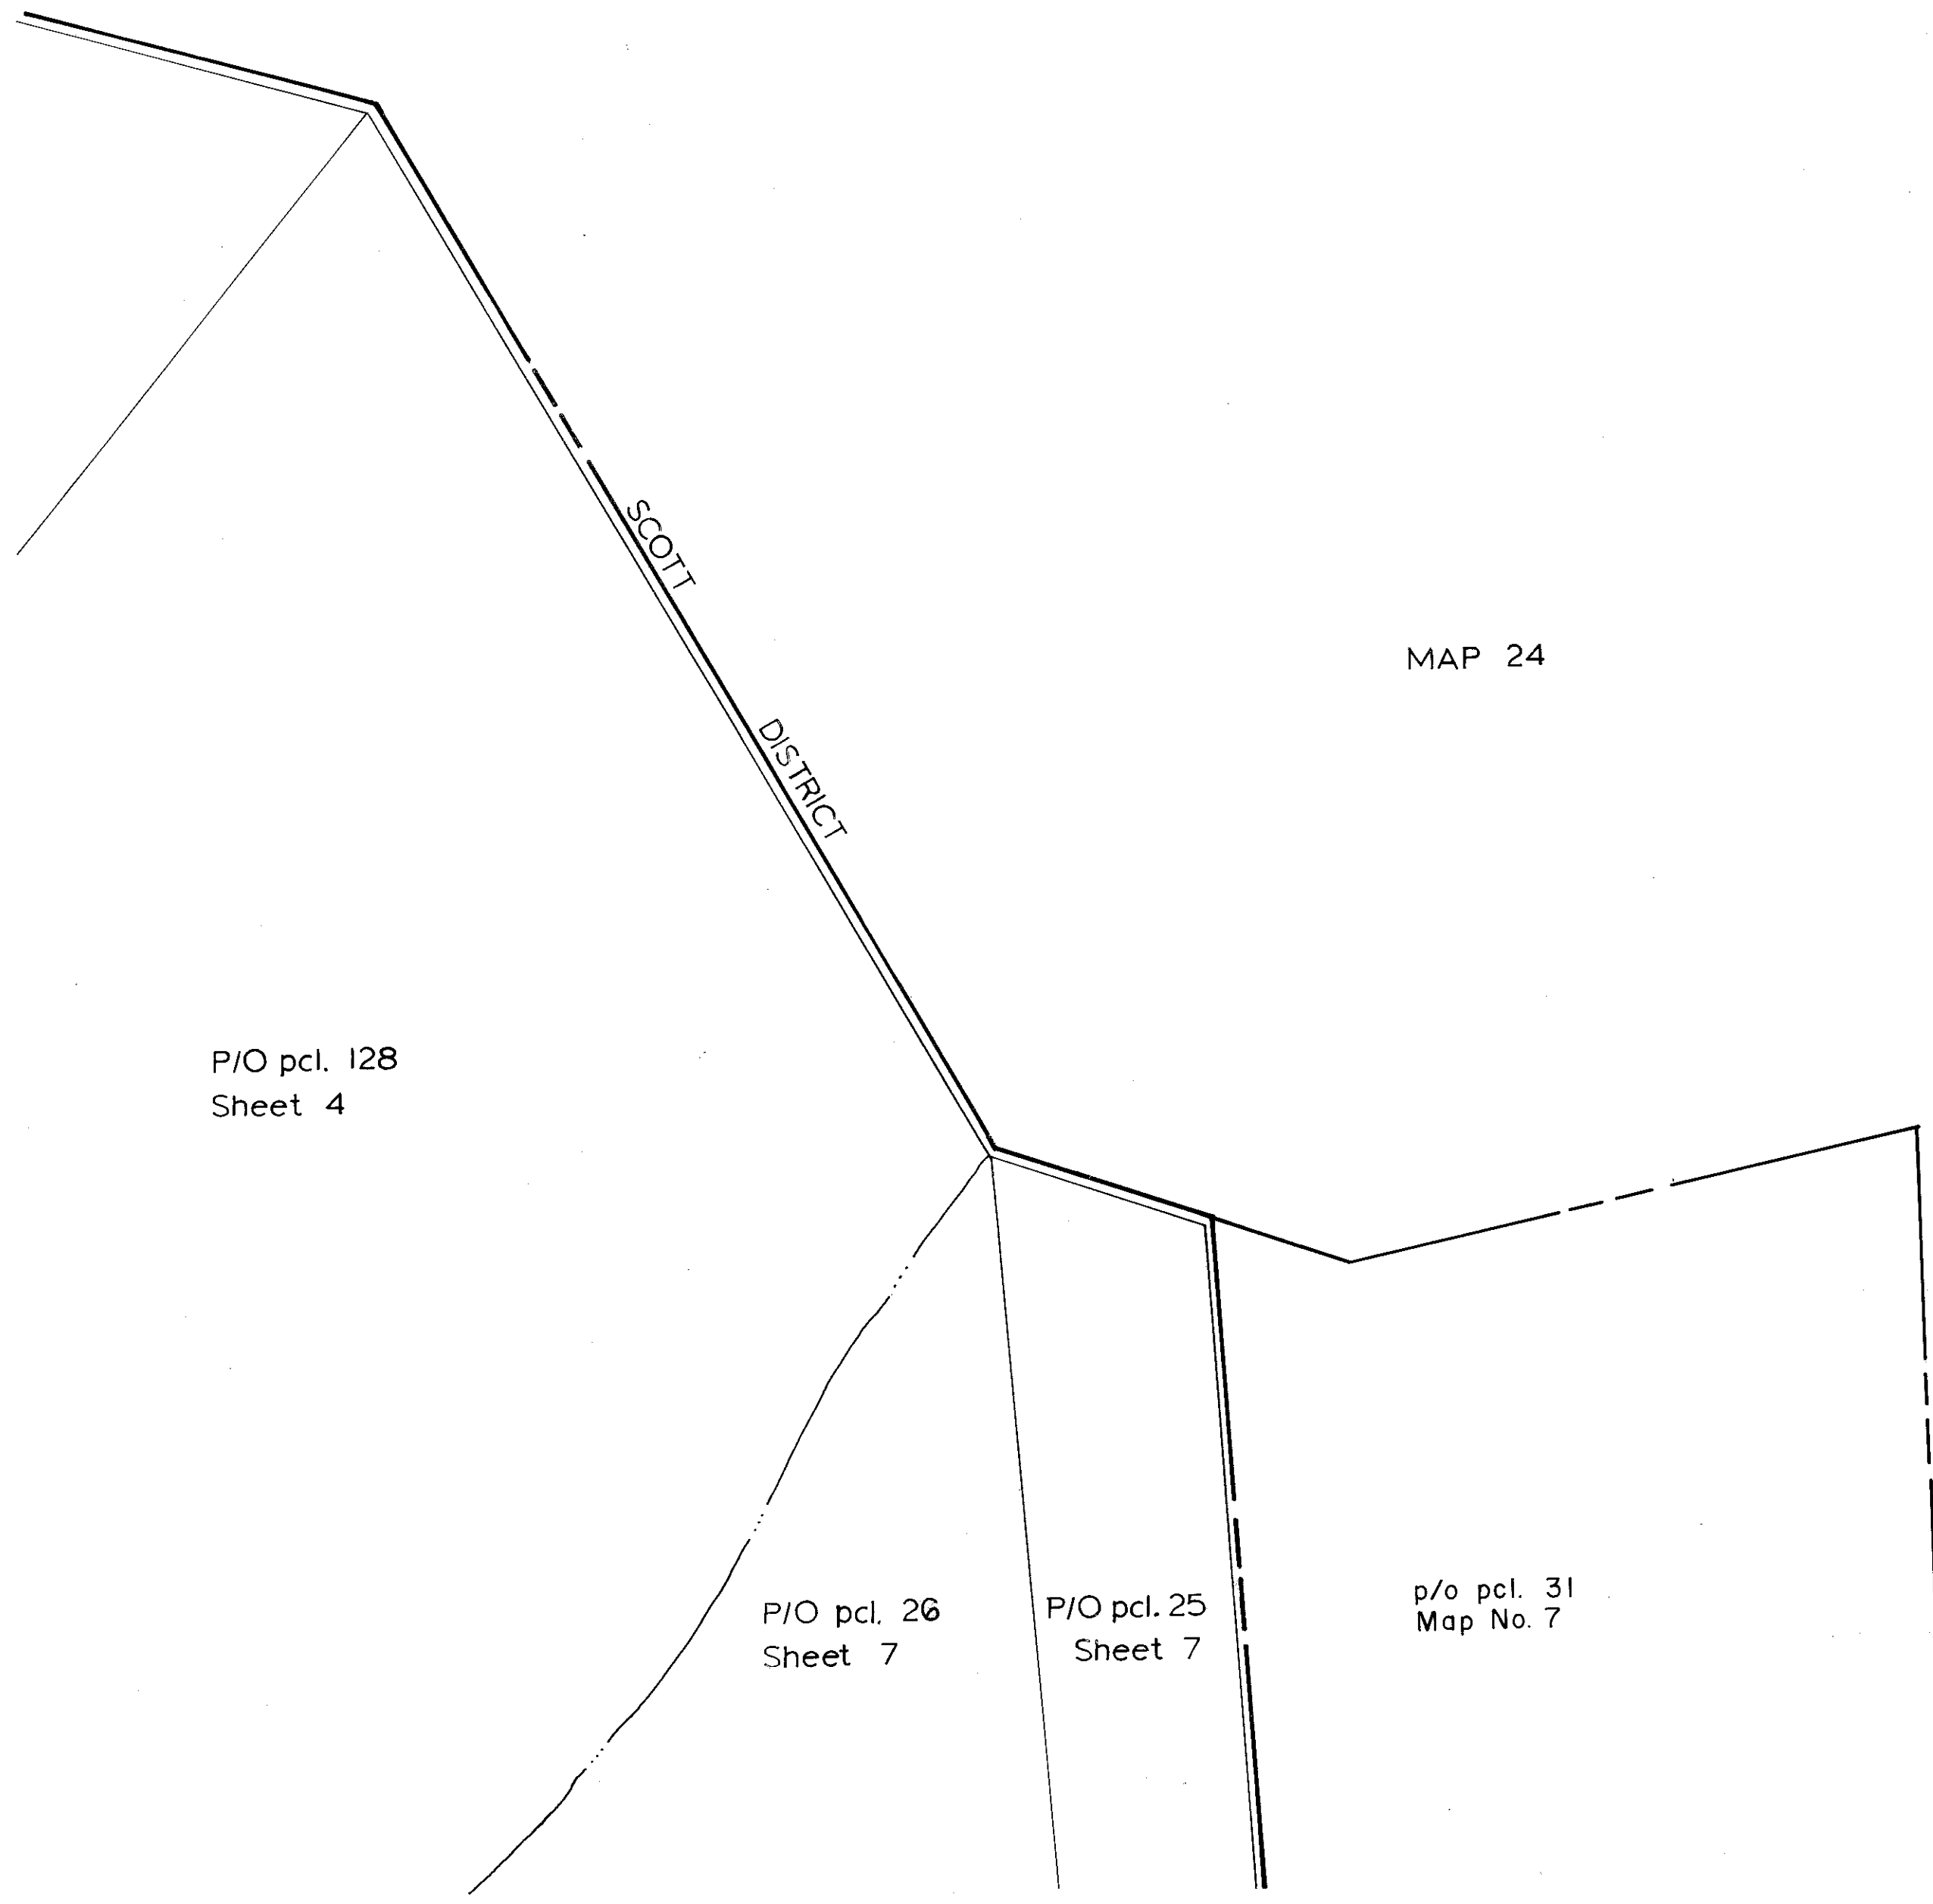 SCOTT DISTRICT
MAP 24
P/O pcl. 128
Sheet 4
P/O pcl. 26
Sheet 7
P/O pcl. 25
Sheet 7
p/o pcl. 31
Map No. 7